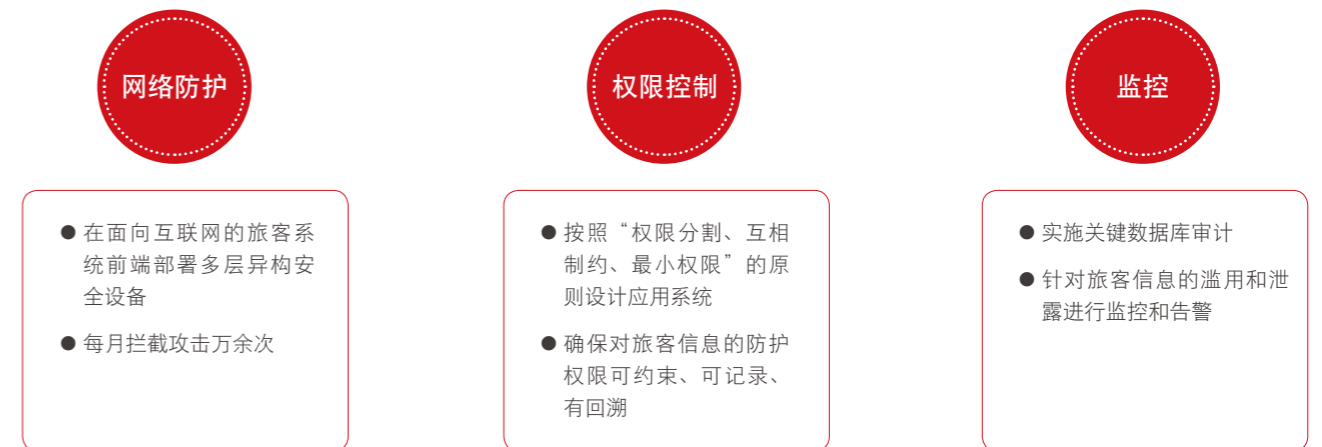 网络防护
● 在面向互联网的旅客系
统前端部署多层异构安
全设备
● 每月拦截攻击万余次
权限控制
● 按照“权限分割、互相
制约、最小权限”的原
则设计应用系统
● 确保对旅客信息的防护
权限可约束、可记录、
有回溯
监控
● 实施关键数据库审计
● 针对旅客信息的滥用和泄
露进行监控和告警